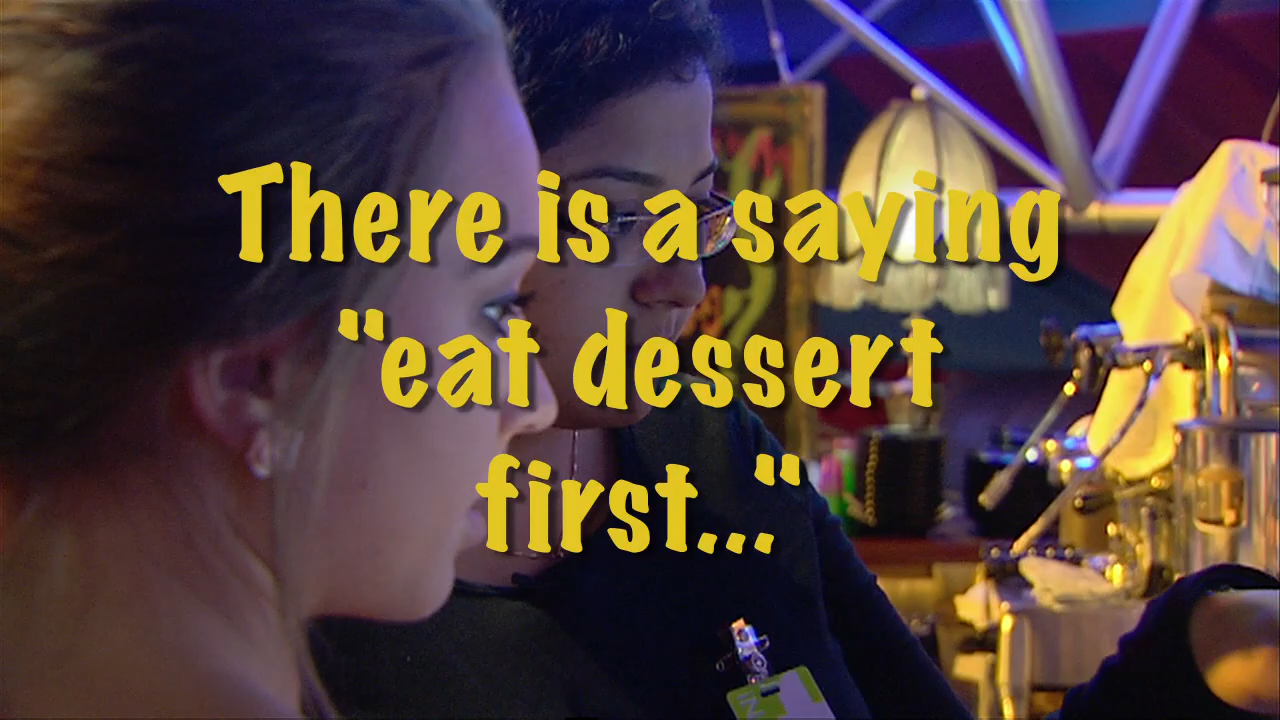 There is a saying
“eat dessert
first...“